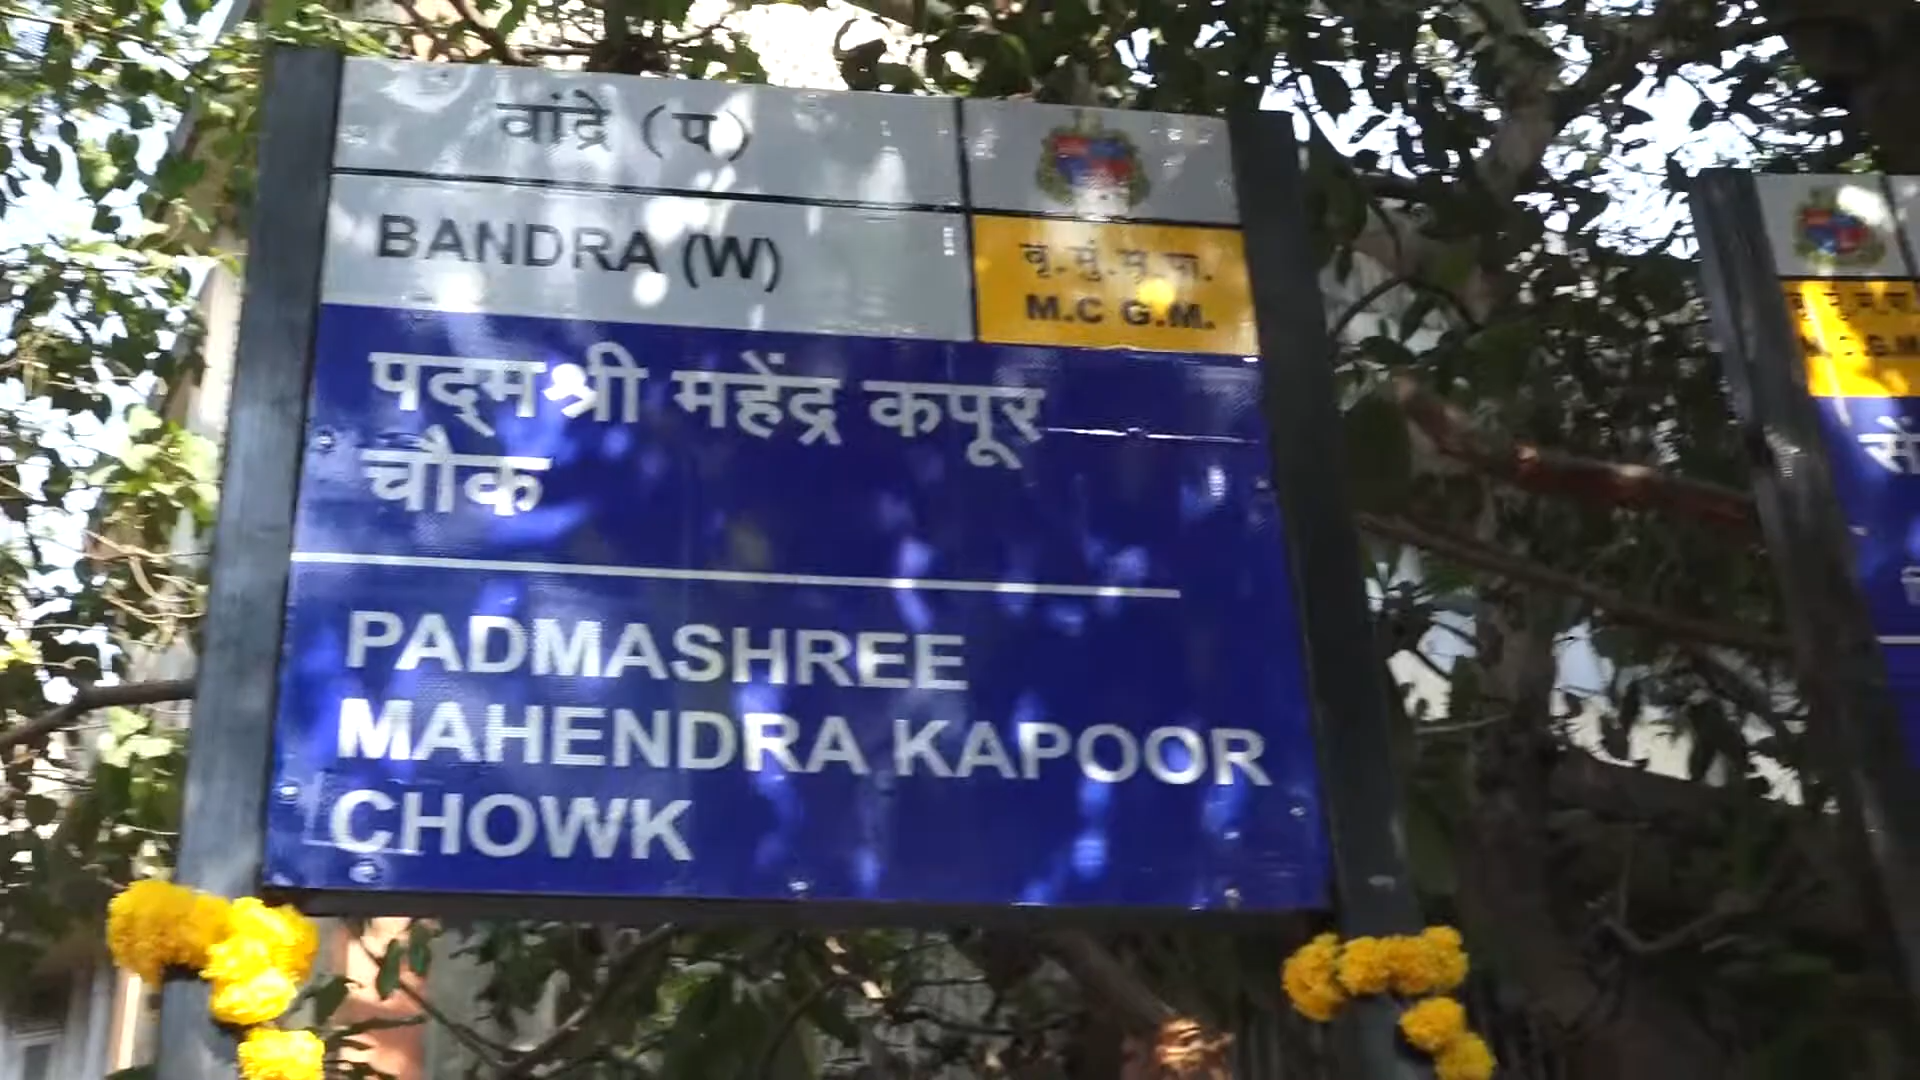 वांद्रे (प)
BANDRA (W)
बृ.मुं.म.पा.
M.C G.M.
पद्मश्री महेंद्र कपूर
चौक
PADMASHREE
MAHENDRA KAPOOR
CHOWK